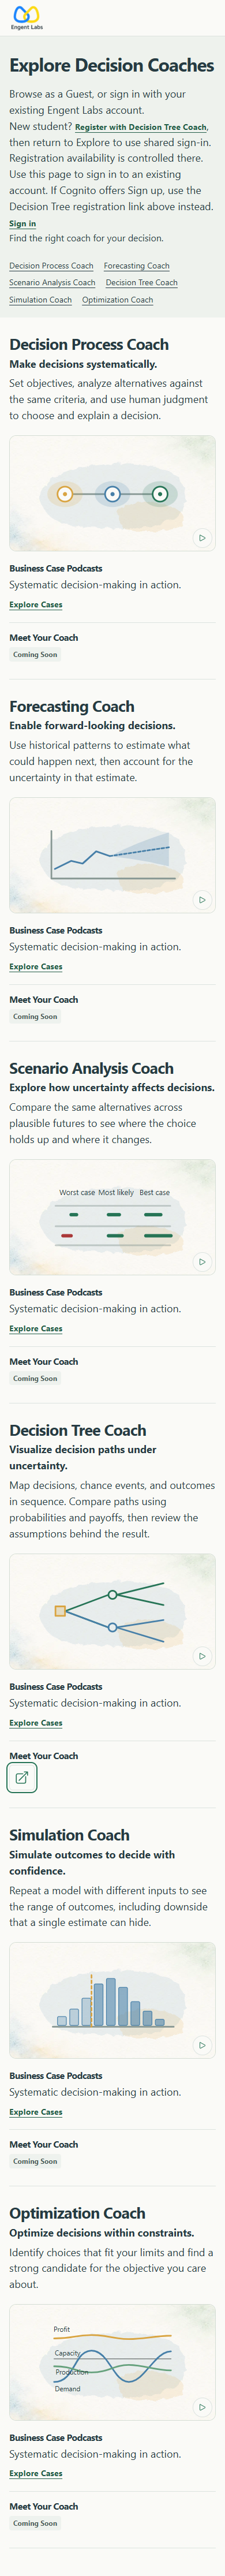 Engent Labs
Explore Decision Coaches
Browse as a Guest, or sign in with your
existing Engent Labs account.
New student? Register with Decision Tree Coach,
then return to Explore to use shared sign-in.
Registration availability is controlled there.
Use this page to sign in to an existing
account. If Cognito offers Sign up, use the
Decision Tree registration link above instead.
Sign in
Find the right coach for your decision.
Decision Process Coach Forecasting Coach
Scenario Analysis Coach Decision Tree Coach
Simulation Coach Optimization Coach
Decision Process Coach
Make decisions systematically.
Set objectives, analyze alternatives against
the same criteria, and use human judgment
to choose and explain a decision.
Business Case Podcasts
Systematic decision-making in action.
Explore Cases
Meet Your Coach
Coming Soon
Forecasting Coach
Enable forward-looking decisions.
Use historical patterns to estimate what
could happen next, then account for the
uncertainty in that estimate.
Business Case Podcasts
Systematic decision-making in action.
Explore Cases
Meet Your Coach
Coming Soon
Scenario Analysis Coach
Explore how uncertainty affects decisions.
Compare the same alternatives across
plausible futures to see where the choice
holds up and where it changes.
Worst case Most likely Best case
Business Case Podcasts
Systematic decision-making in action.
Explore Cases
Meet Your Coach
Coming Soon
Decision Tree Coach
Visualize decision paths under
uncertainty.
Map decisions, chance events, and outcomes
in sequence. Compare paths using
probabilities and payoffs, then review the
assumptions behind the result.
Business Case Podcasts
Systematic decision-making in action.
Explore Cases
Meet Your Coach
Simulation Coach
Simulate outcomes to decide with
confidence.
Repeat a model with different inputs to see
the range of outcomes, including downside
that a single estimate can hide.
Business Case Podcasts
Systematic decision-making in action.
Explore Cases
Meet Your Coach
Coming Soon
Optimization Coach
Optimize decisions within constraints.
Identify choices that fit your limits and find a
strong candidate for the objective you care
about.
Profit
Capacity
Production
Demand
Business Case Podcasts
Systematic decision-making in action.
Explore Cases
Meet Your Coach
Coming Soon